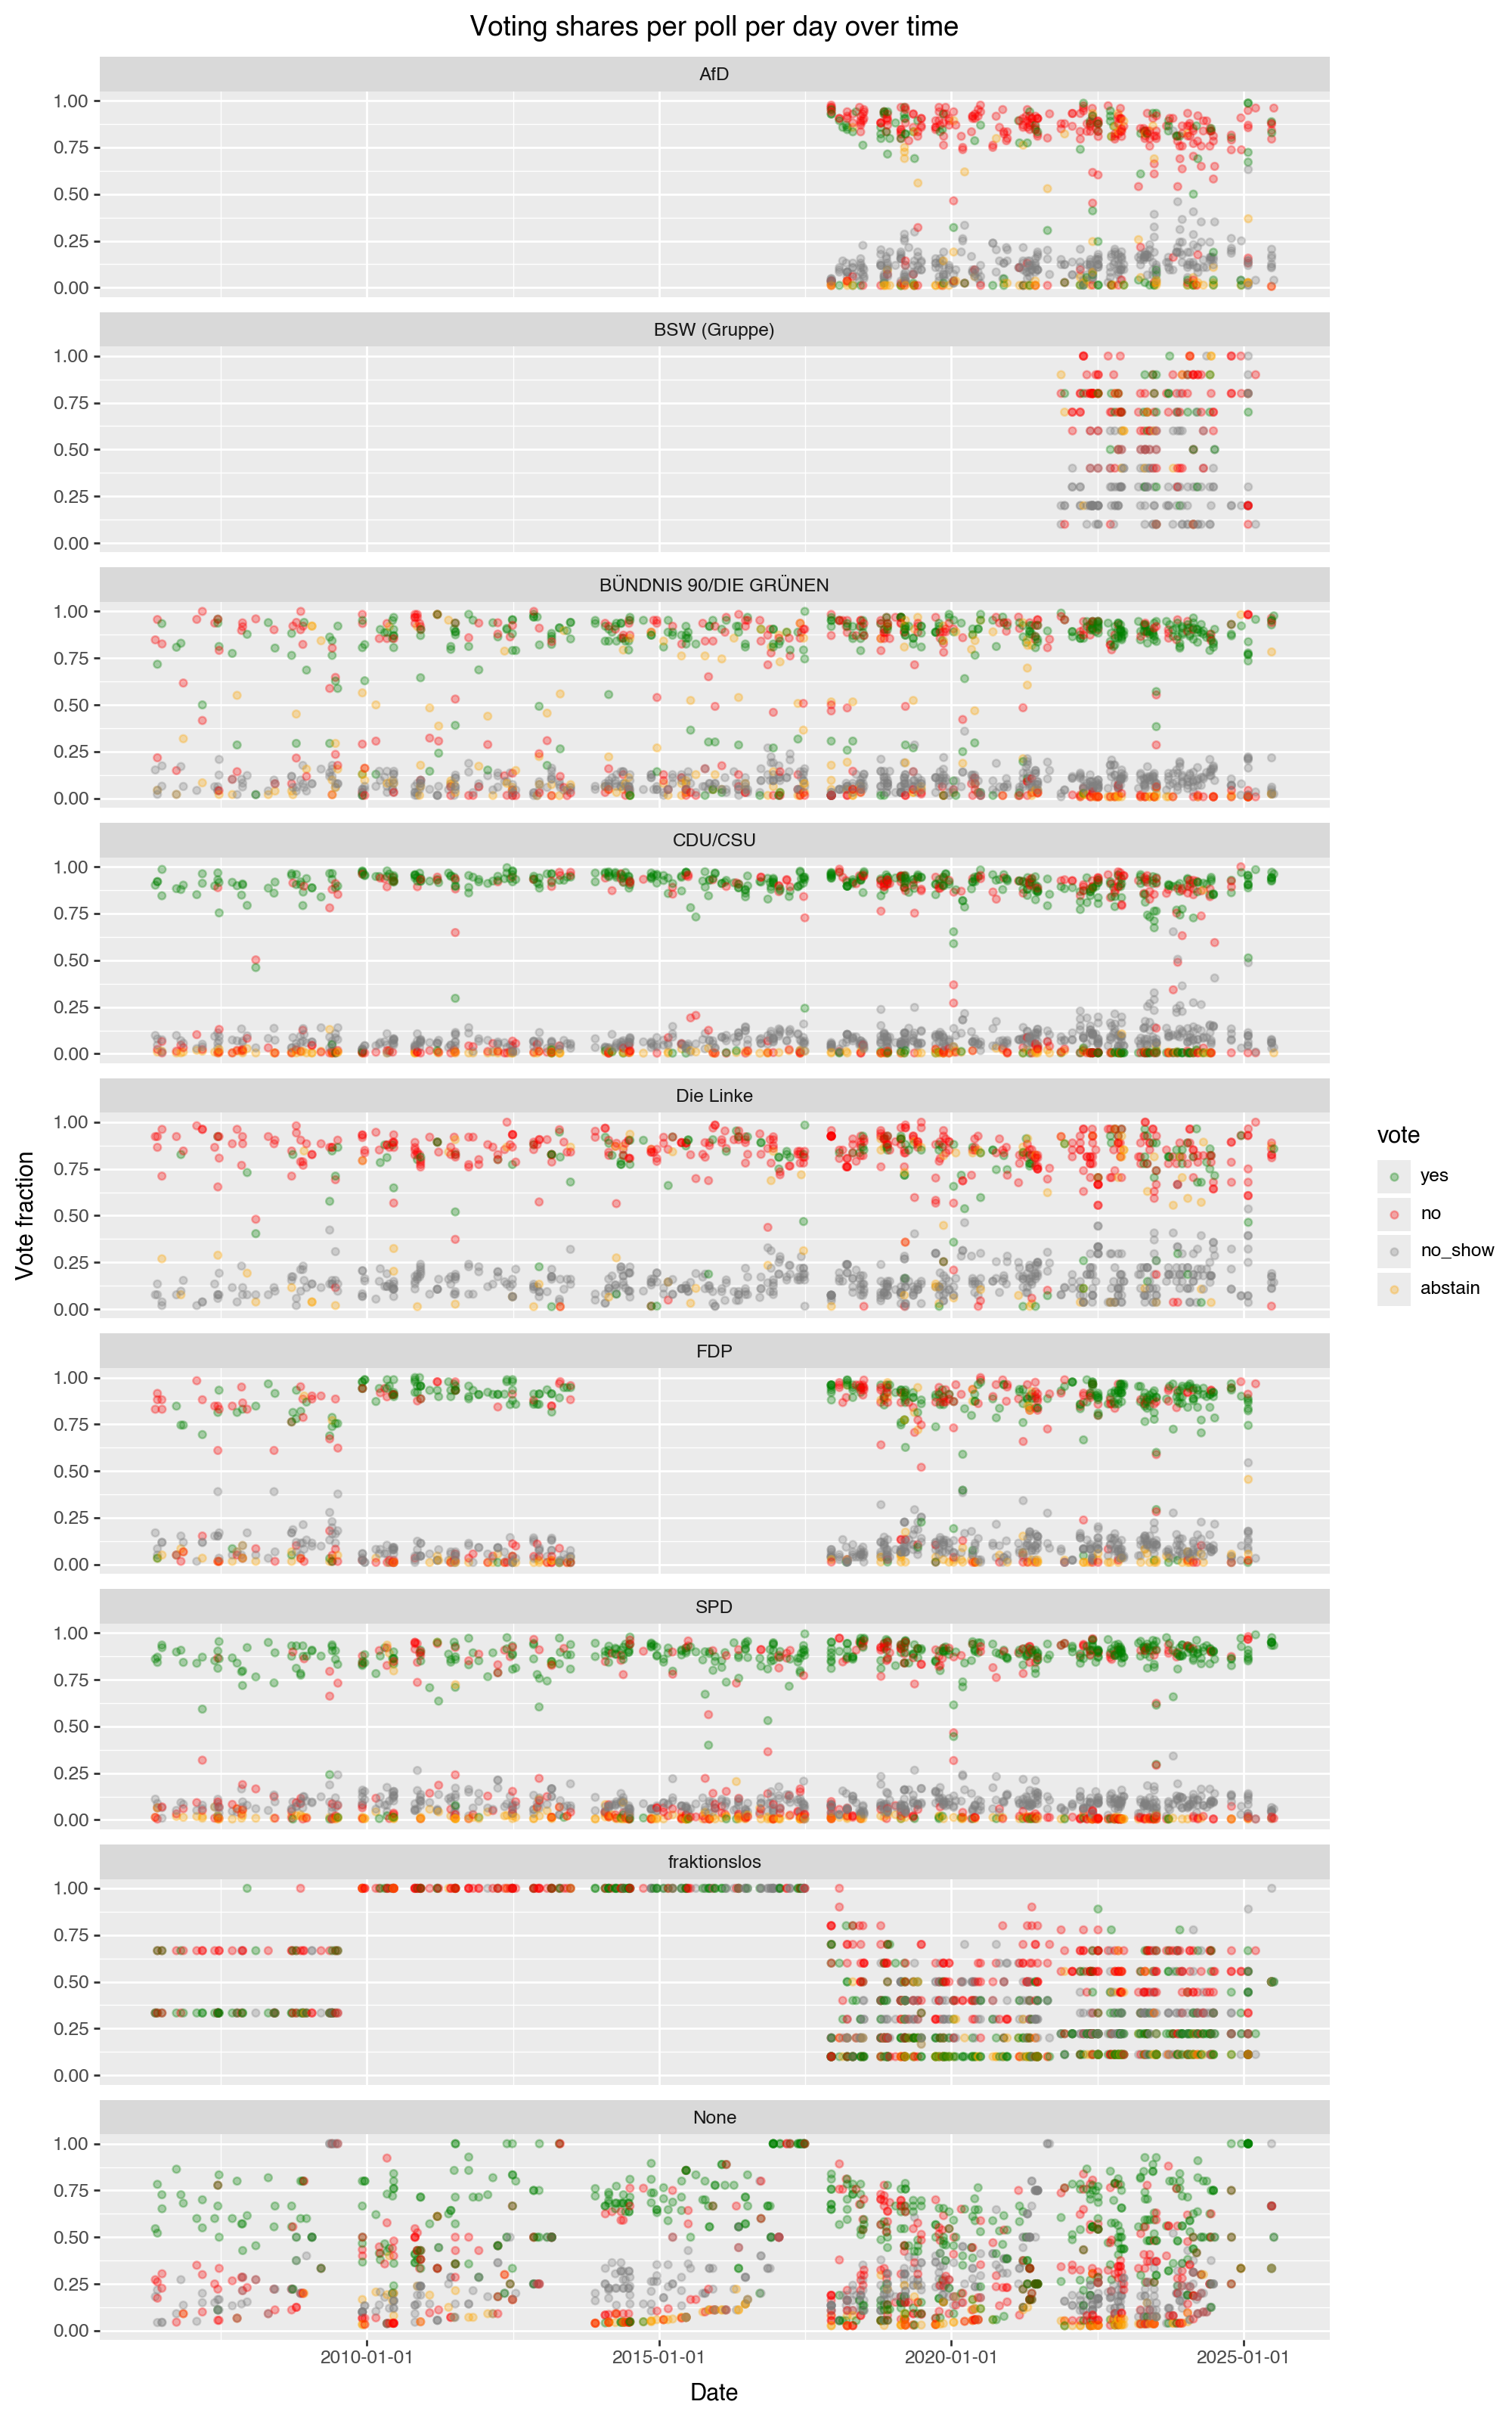 Voting shares per poll per day over time
AfD
1.00
0.75
0.50
0.25
0.00
BSW (Gruppe)
1.00
0.75
0.50
0.25
0.00
BÜNDNIS 90/DIE GRÜNEN
1.00
0.75
0.50
0.25
0.00
CDU/CSU
1.00
0.75
0.50
0.25
0.00
Die Linke
1.00
0.75
0.50
0.25
0.00
FDP
1.00
0.75
0.50
0.25
0.00
SPD
1.00
0.75
0.50
0.25
0.00
fraktionslos
1.00
0.75
0.50
0.25
0.00
None
1.00
0.75
0.50
0.25
0.00
2010-01-01
2015-01-01
2020-01-01
2025-01-01
Date
Vote fraction
vote
yes
no
no_show
abstain